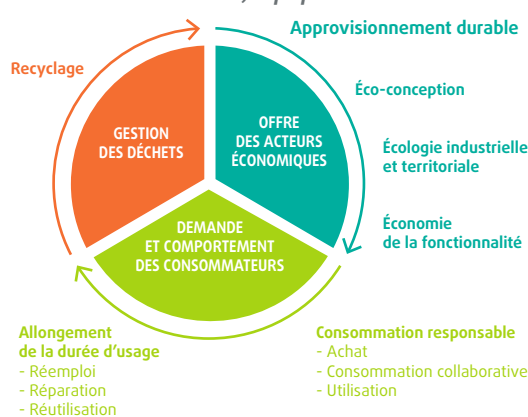 Approvisionnement durable
Recyclage
Éco-conception
GESTION
DES DÉCHETS
OFFRE
DES ACTEURS
ÉCONOMIQUES
Écologie industrielle
et territoriale
Économie
de la fonctionnalité
DEMANDE
ET COMPORTEMENT
DES CONSOMMATEURS
Allongement
de la durée d'usage
- Réemploi
- Réparation
- Réutilisation
Consommation responsable
- Achat
- Consommation collaborative
- Utilisation